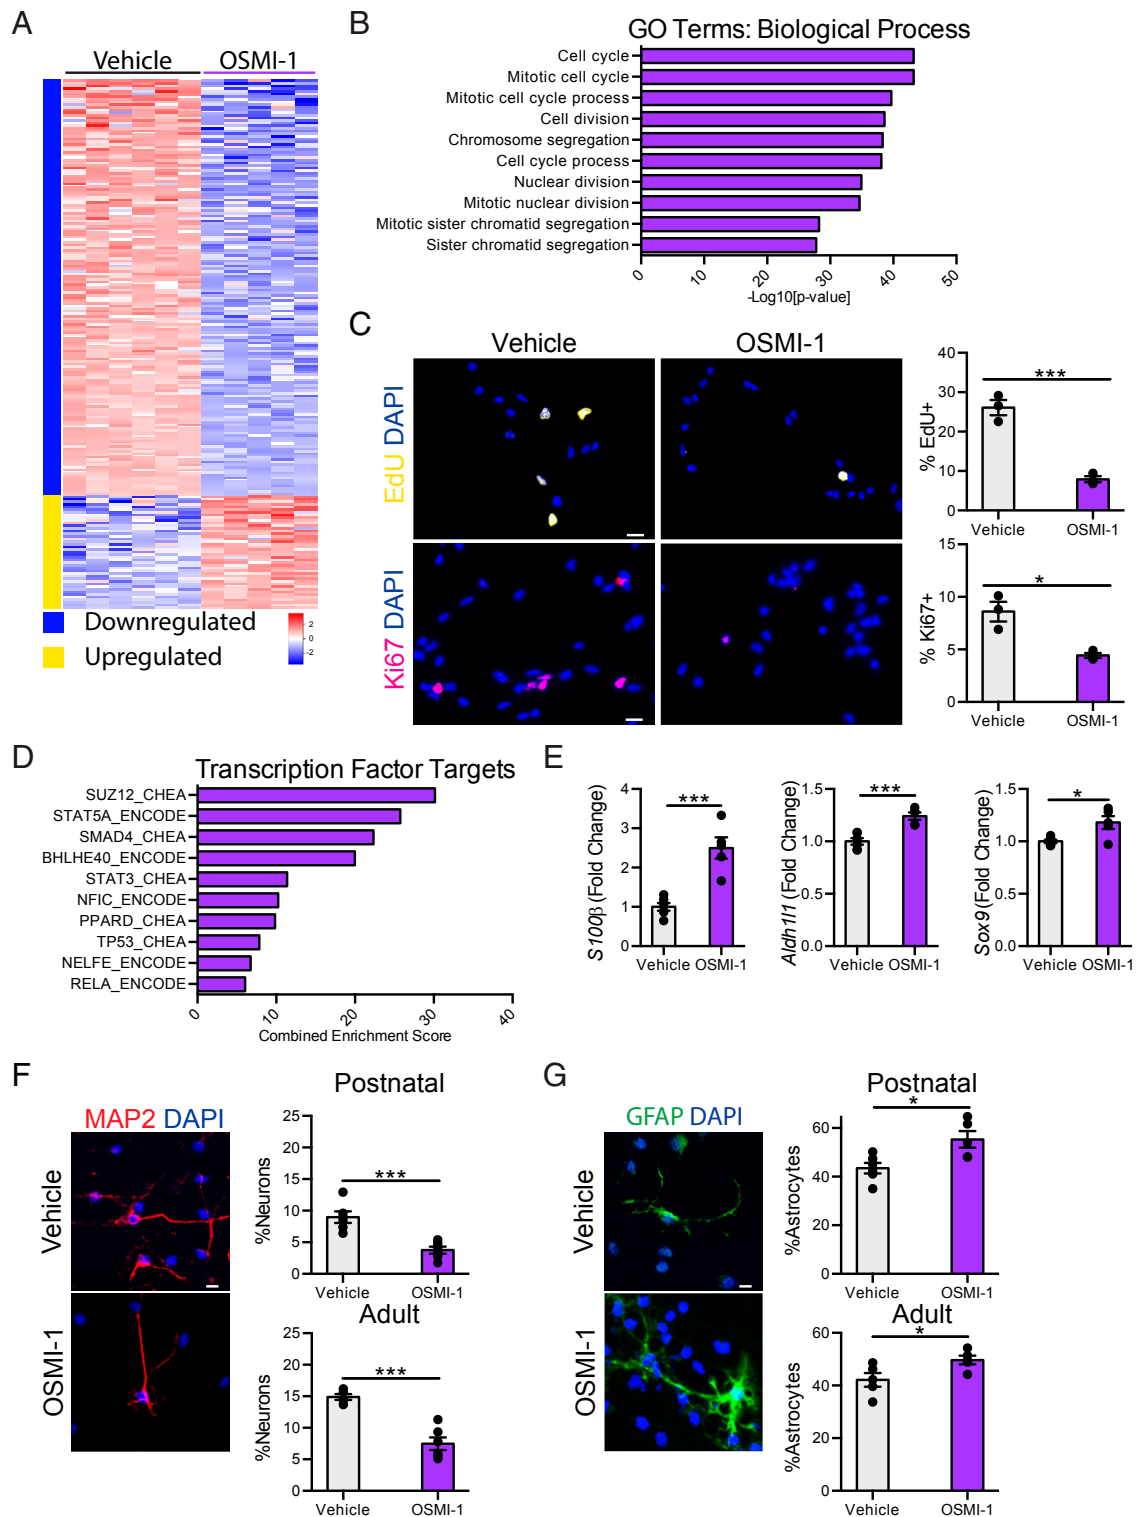 A
Vehicle
OSMI-1
Downregulated
Upregulated
2
0
-2
B
GO Terms: Biological Process
Cell cycle
Mitotic cell cycle
Mitotic cell cycle process
Cell division
Chromosome segregation
Cell cycle process
Nuclear division
Mitotic nuclear division
Mitotic sister chromatid segregation
Sister chromatid segregation
0 10 20 30 40 50
-Log10[p-value]
C
Vehicle
OSMI-1
EdU DAPI
Ki67 DAPI
% EdU+
40
30
20
10
0
***
Vehicle OSMI-1
% Ki67+
15
10
5
0
*
Vehicle OSMI-1
D
Transcription Factor Targets
SUZ12_CHEA
STAT5A_ENCODE
SMAD4_CHEA
BHLHE40_ENCODE
STAT3_CHEA
NFIC_ENCODE
PPARD_CHEA
TP53_CHEA
NELFE_ENCODE
RELA_ENCODE
0 10 20 30 40
Combined Enrichment Score
E
S100β (Fold Change)
4
3
2
1
0
***
Vehicle OSMI-1
Aldh1l1 (Fold Change)
1.5
1.0
0.5
0.0
***
Vehicle OSMI-1
Sox9 (Fold Change)
1.5
1.0
0.5
0.0
*
Vehicle OSMI-1
F
MAP2 DAPI
Vehicle
OSMI-1
Postnatal
%Neurons
25
20
15
10
5
0
***
Vehicle OSMI-1
Adult
%Neurons
25
20
15
10
5
0
***
Vehicle OSMI-1
G
GFAP DAPI
Vehicle
OSMI-1
Postnatal
%Astrocytes
60
40
20
0
*
Vehicle OSMI-1
Adult
%Astrocytes
60
40
20
0
*
Vehicle OSMI-1